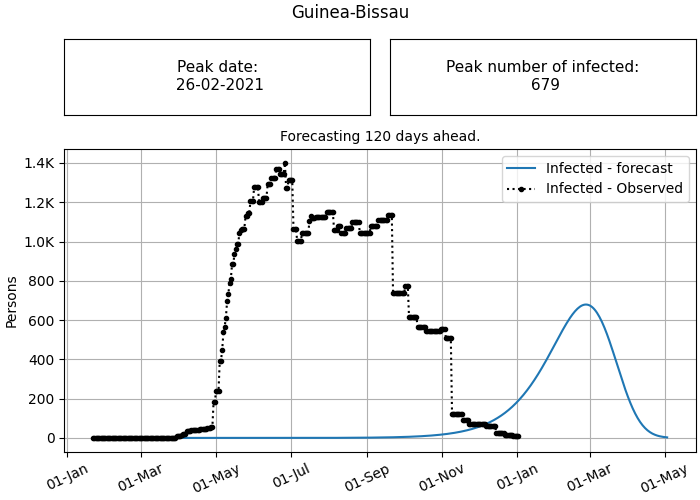 Guinea-Bissau
Peak date:
26-02-2021
Peak number of infected:
679
Forecasting 120 days ahead.
Infected - forecast
Infected - Observed
Persons
1.4K
1.2K
1.0K
800
600
400
200
0
01-Jan
01-Mar
01-May
01-Jul
01-Sep
01-Nov
01-Jan
01-Mar
01-May